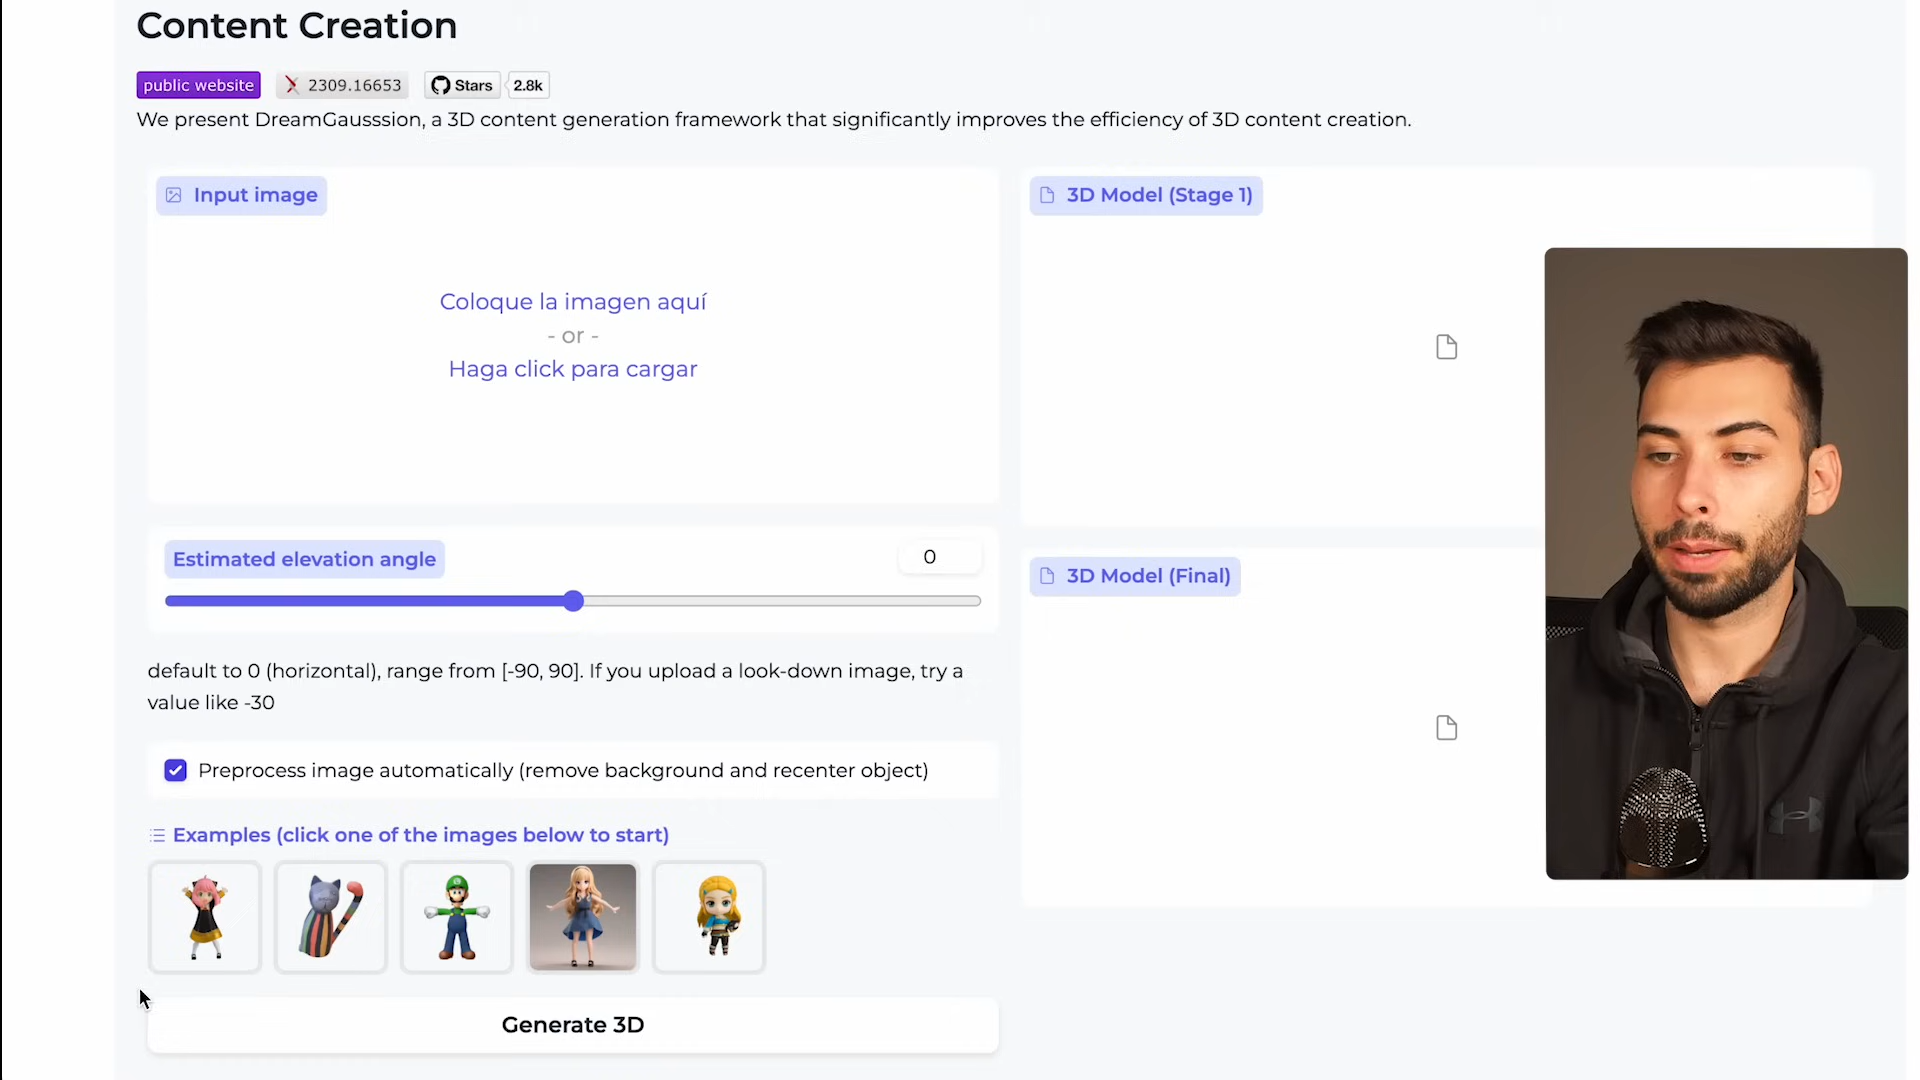 Content Creation
public website
2309.16653
Stars
2.8k
We present DreamGausssion, a 3D content generation framework that significantly improves the efficiency of 3D content creation.
Input image
Coloque la imagen aquí
- or -
Haga click para cargar
Estimated elevation angle
0
default to 0 (horizontal), range from [-90, 90]. If you upload a look-down image, try a
value like -30
Preprocess image automatically (remove background and recenter object)
Examples (click one of the images below to start)
Generate 3D
3D Model (Stage 1)
3D Model (Final)